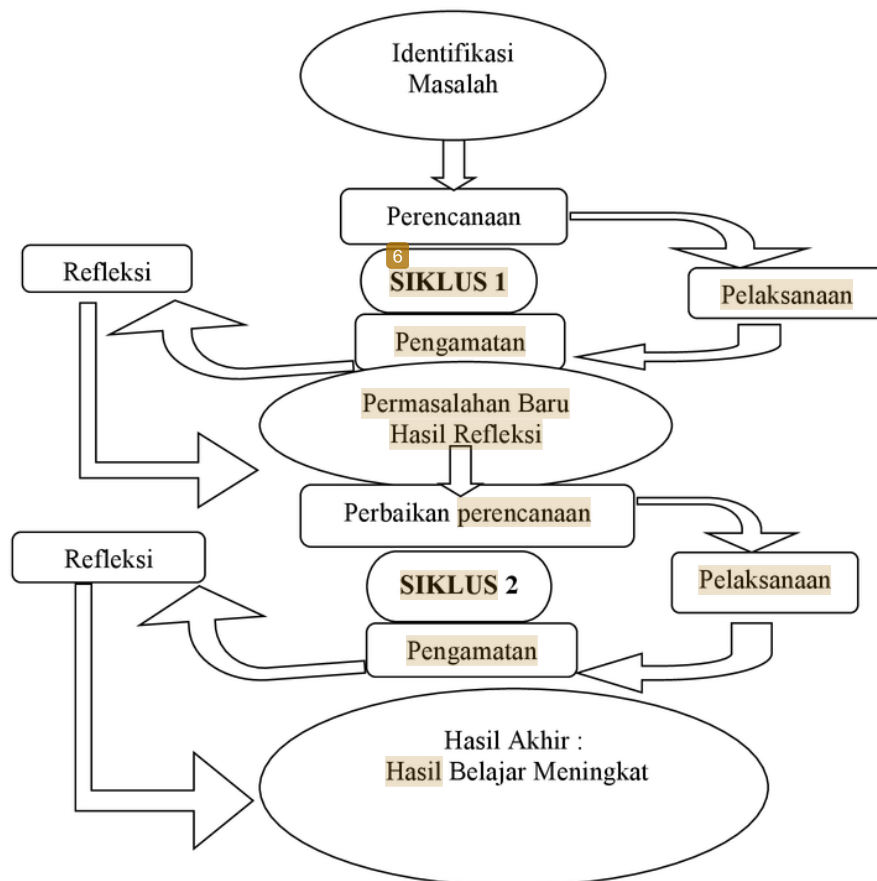 Identifikasi
Masalah
Perencanaan
6
SIKLUS 1
Refleksi
Pelaksanaan
Pengamatan
Permasalahan Baru
Hasil Refleksi
Perbaikan perencanaan
Refleksi
SIKLUS 2
Pelaksanaan
Pengamatan
Hasil Akhir :
Hasil Belajar Meningkat